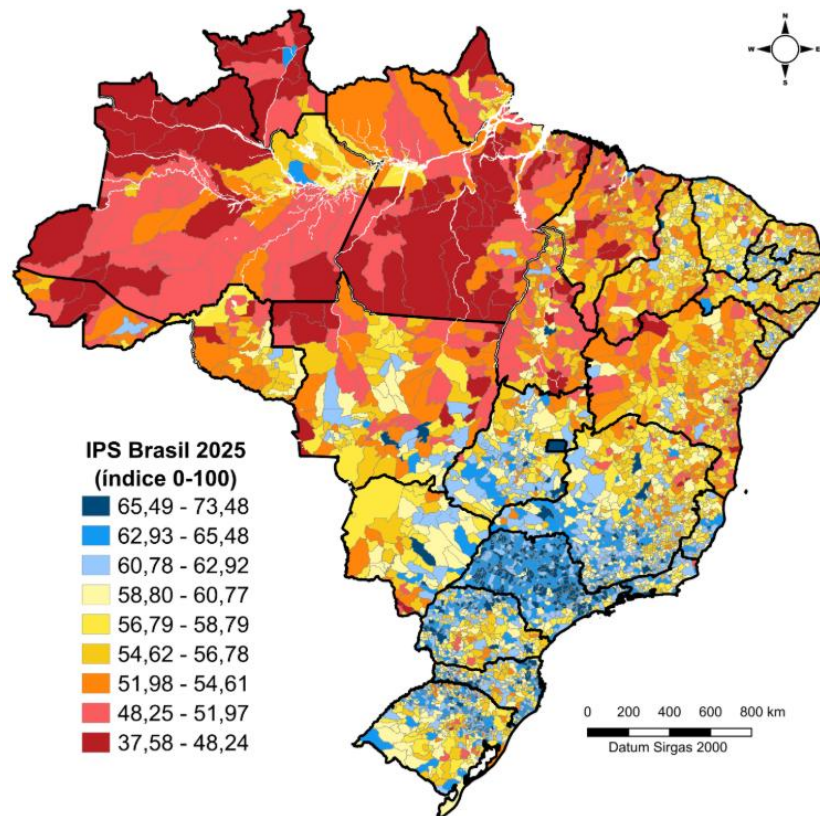 N
W E
S
IPS Brasil 2025
(índice 0-100)
65,49 - 73,48
62,93 - 65,48
60,78 - 62,92
58,80 - 60,77
56,79 - 58,79
54,62 - 56,78
51,98 - 54,61
48,25 - 51,97
37,58 - 48,24
0 200 400 600 800 km
Datum Sirgas 2000